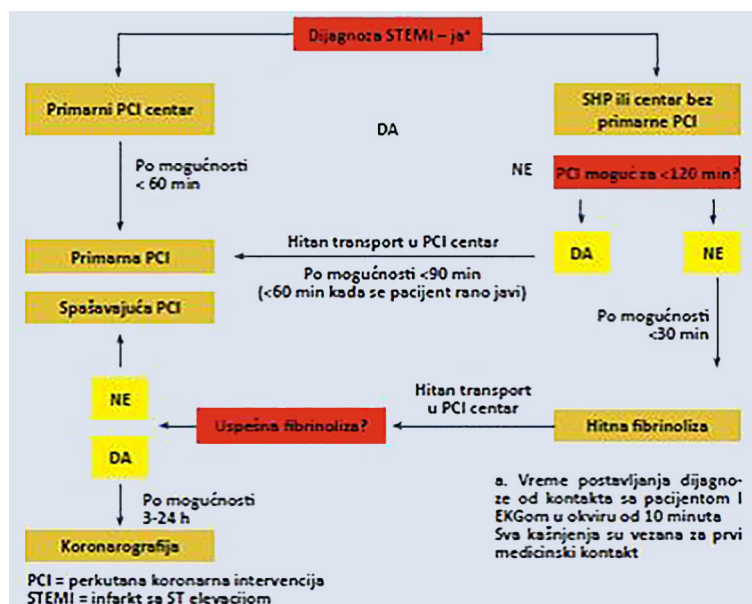 Dijagnoza STEMI – jaª
Primarni PCI centar
SHP ili centar bez
primarne PCI
DA
Po mogućnosti
< 60 min
NE
PCI moguć za <120 min?
Hitan transport u PCI centar
DA
NE
Primarna PCI
Po mogućnosti <90 min
(<60 min kada se pacijent rano javi)
Spašavajuća PCI
Po mogućnosti
<30 min
NE
Hitan transport
u PCI centar
Uspešna fibrinoliza?
Hitna fibrinoliza
DA
Po mogućnosti
3-24 h
Koronarografija
a. Vreme postavljanja dijagno-
ze od kontakta sa pacijentom I
EKGom u okviru od 10 minuta
Sva kašnjenja su vezana za prvi
medicinski kontakt
PCI = perkutana koronarna intervencija
STEMI = infarkt sa ST elevacijom